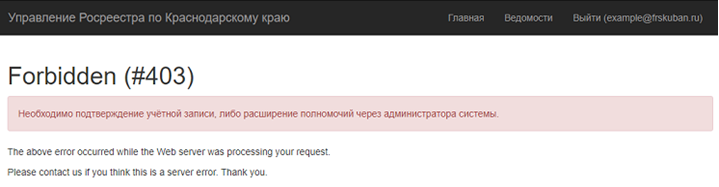 Управление Росреестра по Краснодарскому краю Главная Ведомости Выйти (example@frskuban.ru)
Forbidden (#403)
Необходимо подтверждение учётной записи, либо расширение полномочий через администратора системы.
The above error occurred while the Web server was processing your request.
Please contact us if you think this is a server error. Thank you.